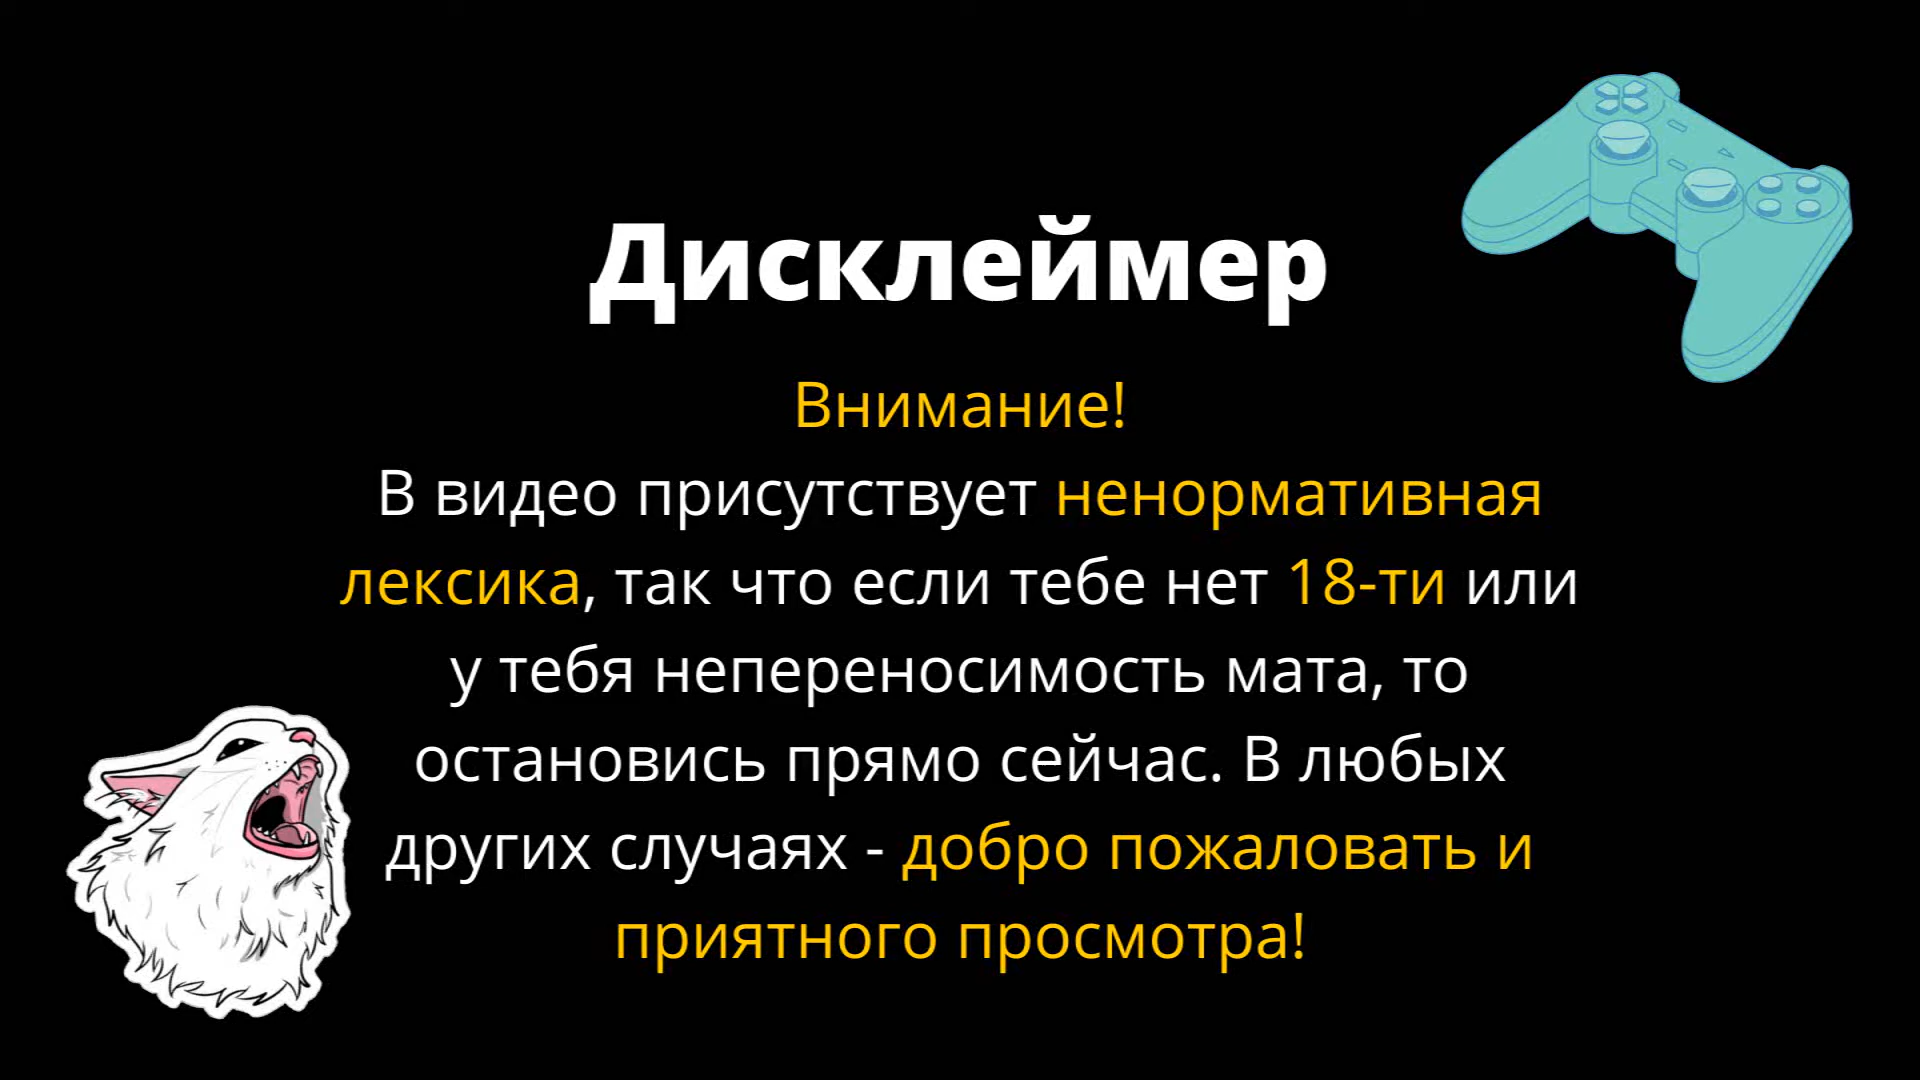 Дисклеймер
Внимание!
В видео присутствует ненормативная
лексика, так что если тебе нет 18-ти или
у тебя непереносимость мата, то
остановись прямо сейчас. В любых
других случаях - добро пожаловать и
приятного просмотра!